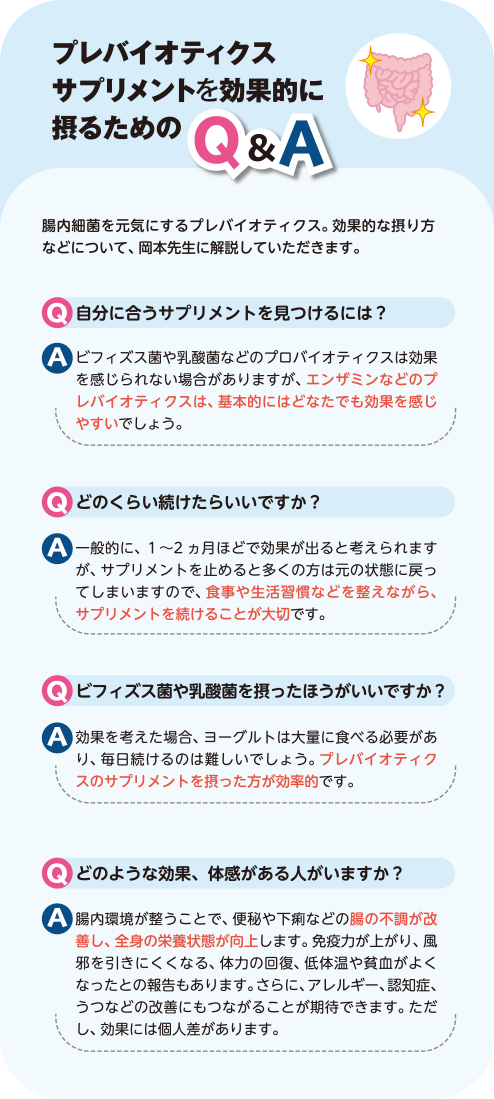 プレバイオティクス
サプリメントを効果的に
摂るための
Q&A
腸内細菌を元気にするプレバイオティクス。効果的な摂り方
などについて、岡本先生に解説していただきます。
Q 自分に合うサプリメントを見つけるには？
A ビフィズス菌や乳酸菌などのプロバイオティクスは効果
を感じられない場合がありますが、エンザミンなどのプ
レバイオティクスは、基本的にはどなたでも効果を感じ
やすいでしょう。
Q どのくらい続けたらいいですか？
A 一般的に、1〜2ヵ月ほどで効果が出ると考えられます
が、サプリメントを止めると多くの方は元の状態に戻っ
てしまいますので、食事や生活習慣などを整えながら、
サプリメントを続けることが大切です。
Q ビフィズス菌や乳酸菌を摂ったほうがいいですか？
A 効果を考えた場合、ヨーグルトは大量に食べる必要があ
り、毎日続けるのは難しいでしょう。プレバイオティク
スのサプリメントを摂った方が効率的です。
Q どのような効果、体感がある人がいますか？
A 腸内環境が整うことで、便秘や下痢などの腸の不調が改
善し、全身の栄養状態が向上します。免疫力が上がり、風
邪を引きにくくなる、体力の回復、低体温や貧血がよく
なったとの報告もあります。さらに、アレルギー、認知症、
うつなどの改善にもつながることが期待できます。ただ
し、効果には個人差があります。